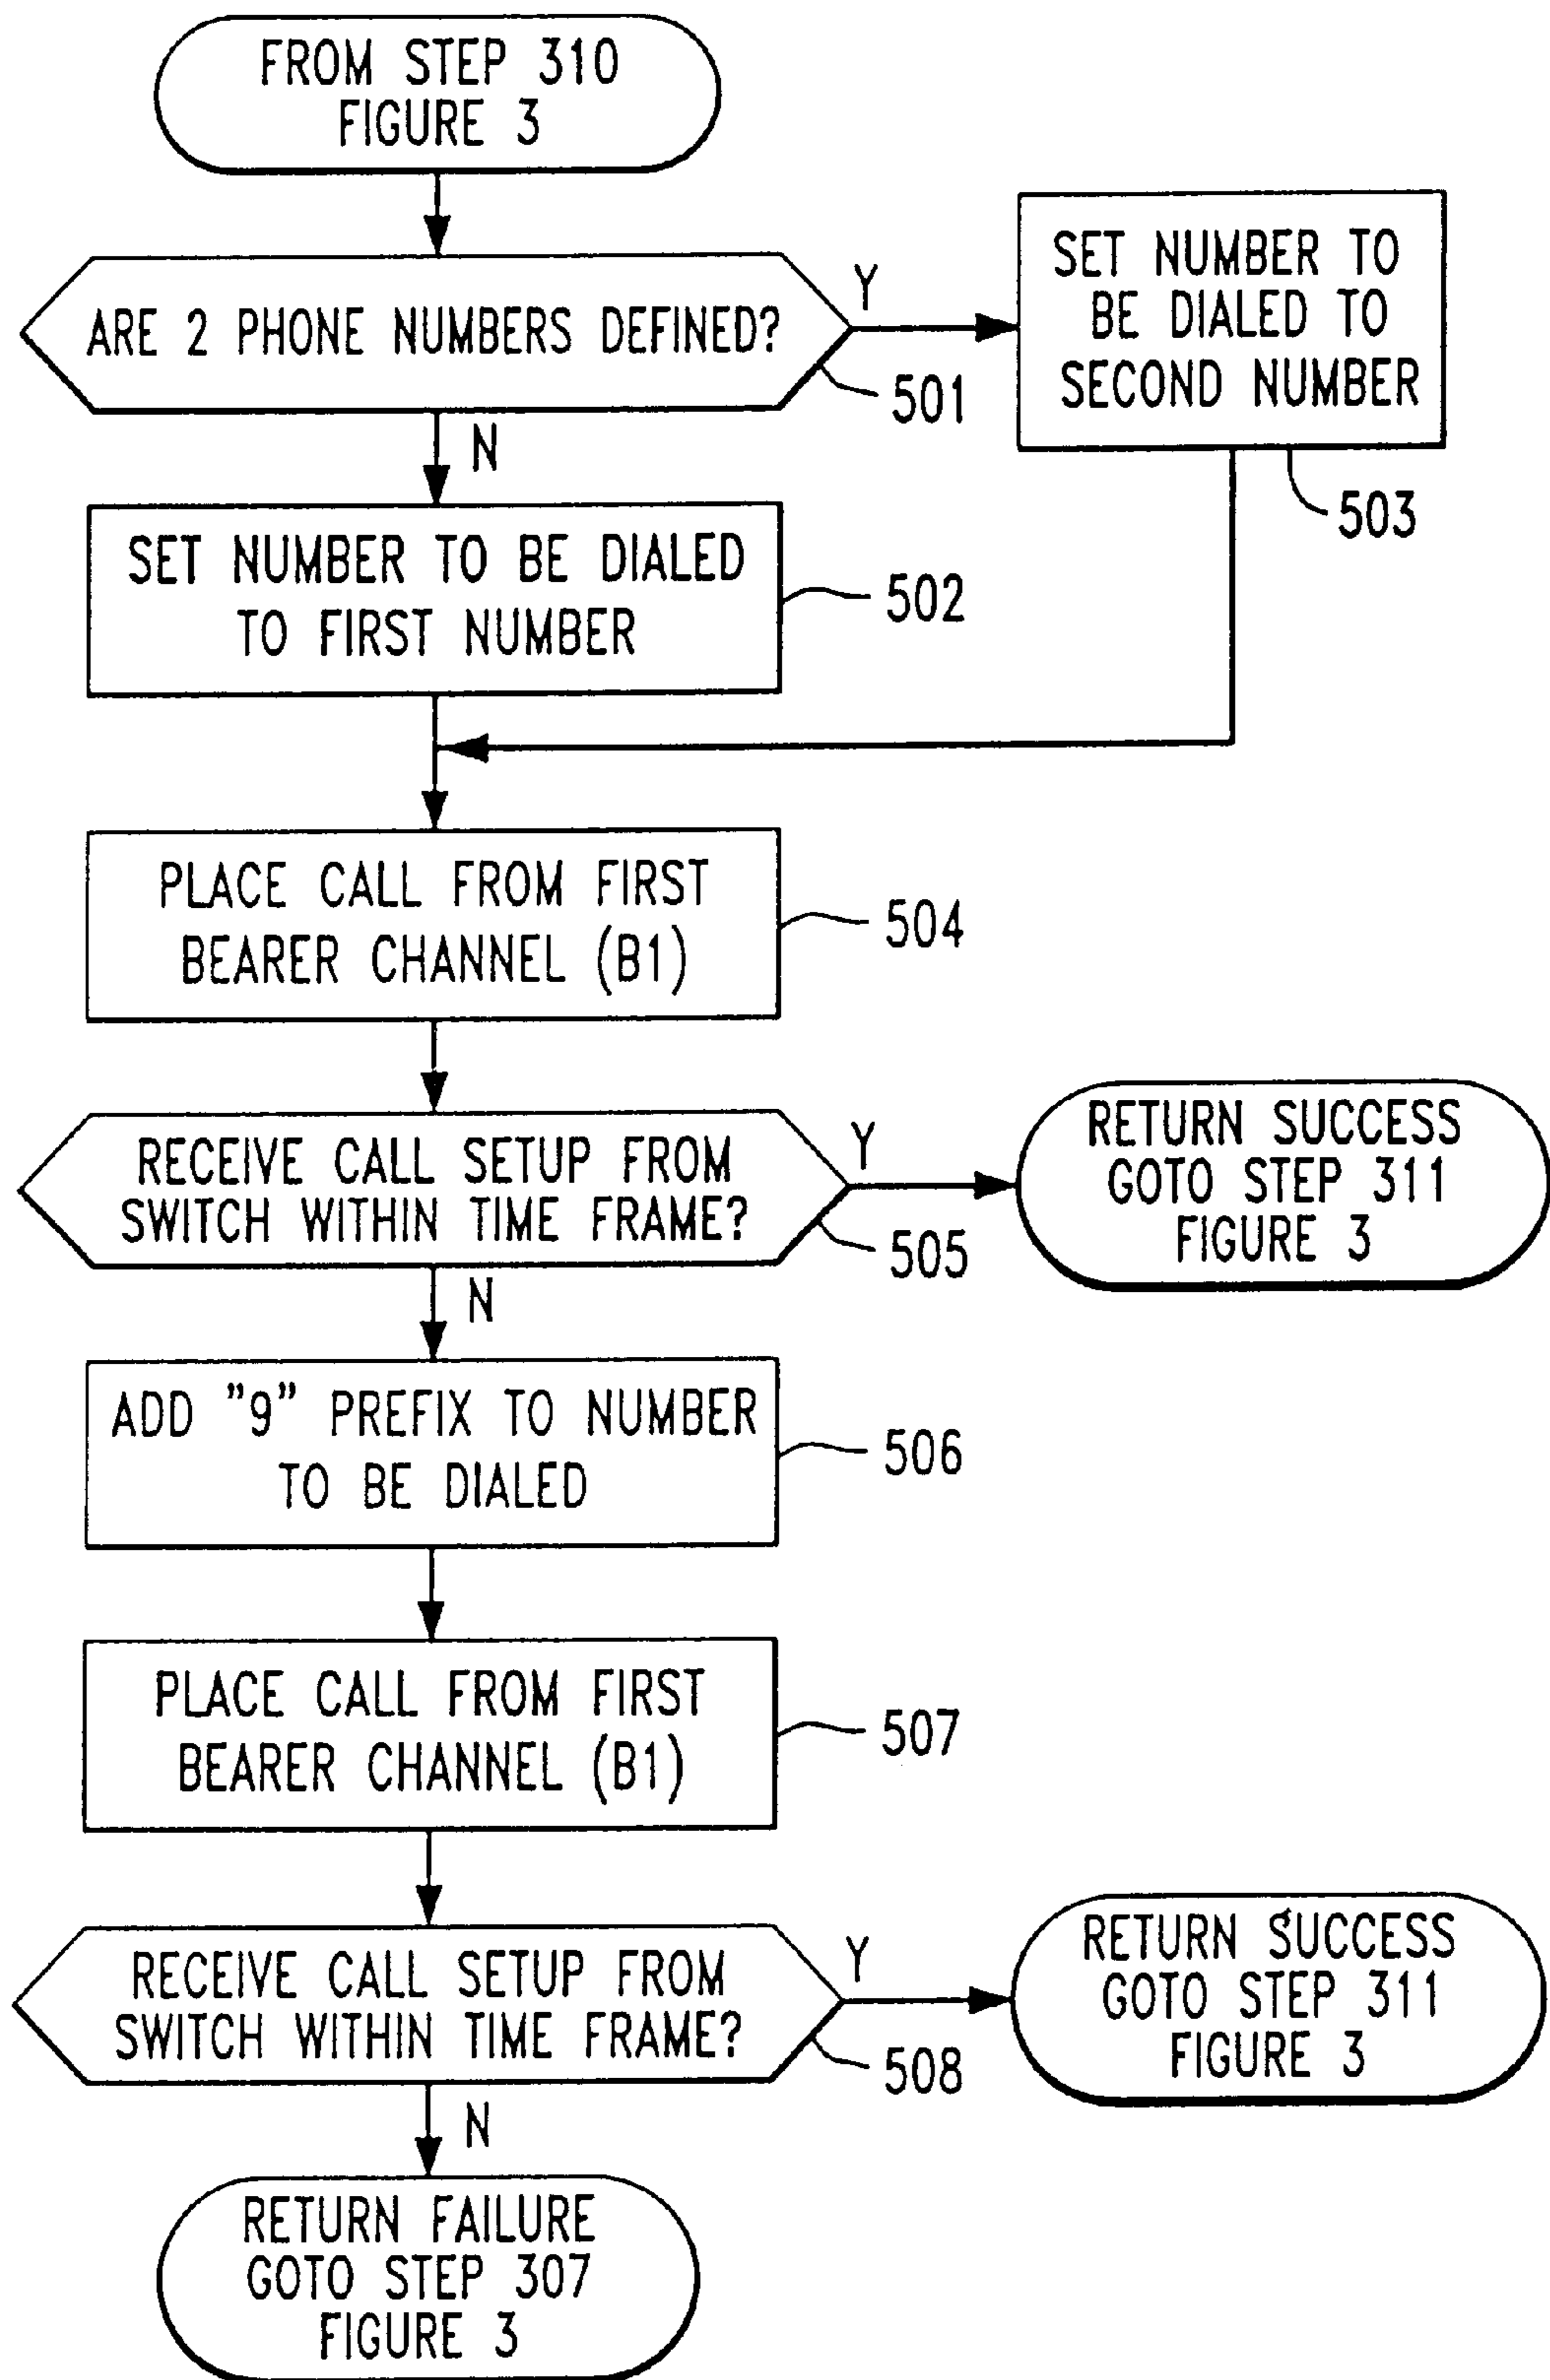 FROM STEP 310
FIGURE 3
ARE 2 PHONE NUMBERS DEFINED?
Y
501
SET NUMBER TO
BE DIALED TO
SECOND NUMBER
503
N
SET NUMBER TO BE DIALED
TO FIRST NUMBER
502
PLACE CALL FROM FIRST
BEARER CHANNEL (B1)
504
RECEIVE CALL SETUP FROM
SWITCH WITHIN TIME FRAME?
Y
505
RETURN SUCCESS
GOTO STEP 311
FIGURE 3
N
ADD "9" PREFIX TO NUMBER
TO BE DIALED
506
PLACE CALL FROM FIRST
BEARER CHANNEL (B1)
507
RECEIVE CALL SETUP FROM
SWITCH WITHIN TIME FRAME?
Y
508
RETURN SUCCESS
GOTO STEP 311
FIGURE 3
N
RETURN FAILURE
GOTO STEP 307
FIGURE 3